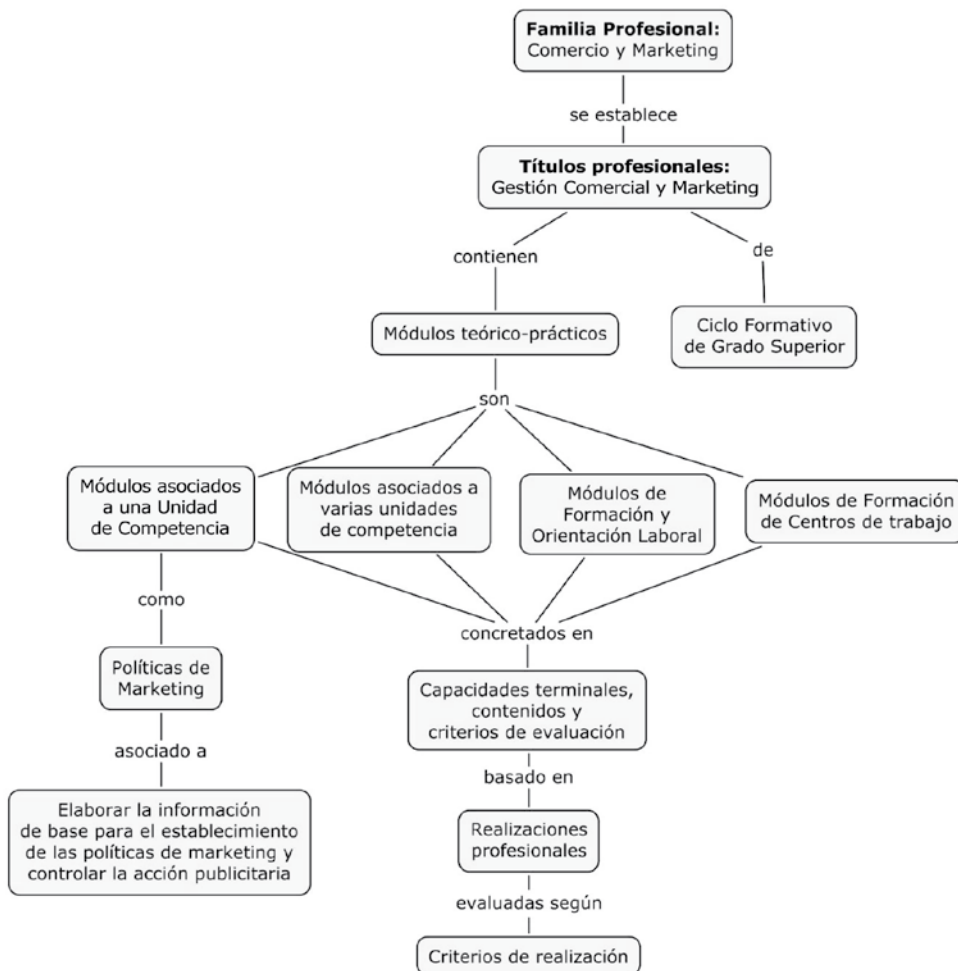 Familia Profesional:
Comercio y Marketing
se establece
Títulos profesionales:
Gestión Comercial y Marketing
contienen
de
Módulos teórico-prácticos
Ciclo Formativo
de Grado Superior
son
Módulos asociados
a una Unidad
de Competencia
Módulos asociados a
varias unidades
de competencia
Módulos de
Formación y
Orientación Laboral
Módulos de Formación
de Centros de trabajo
como
concretados en
Políticas de
Marketing
Capacidades terminales,
contenidos y
criterios de evaluación
asociado a
basado en
Elaborar la información
de base para el establecimiento
de las políticas de marketing y
controlar la acción publicitaria
Realizaciones
profesionales
evaluadas según
Criterios de realización